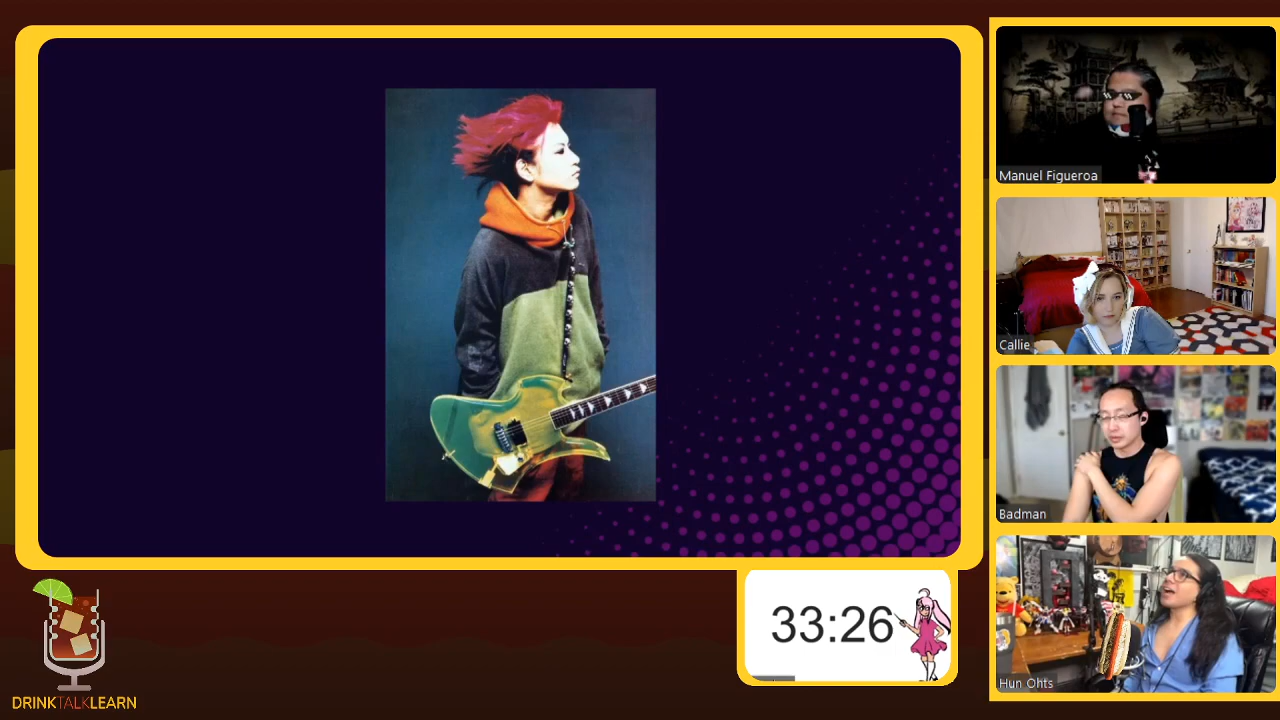 Manuel Figueroa
Callie
Badman
Hun Ohts
33:26
DRINKTALKLEARN